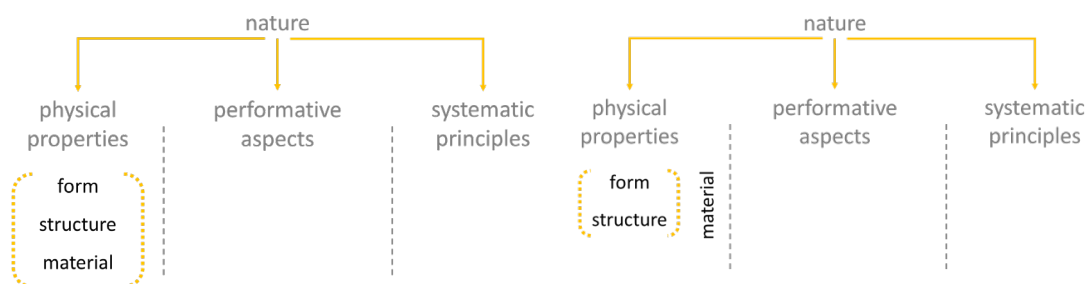 nature
physical
properties
performative
aspects
systematic
principles
form
structure
material
nature
physical
properties
performative
aspects
systematic
principles
form
structure
material